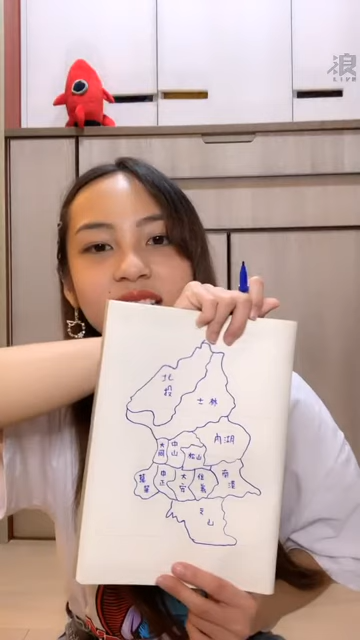 浪
LIVE
北
投
士林
內湖
大
同
中
山
松山
萬
華
中
正
大
安
信
義
南
港
文山